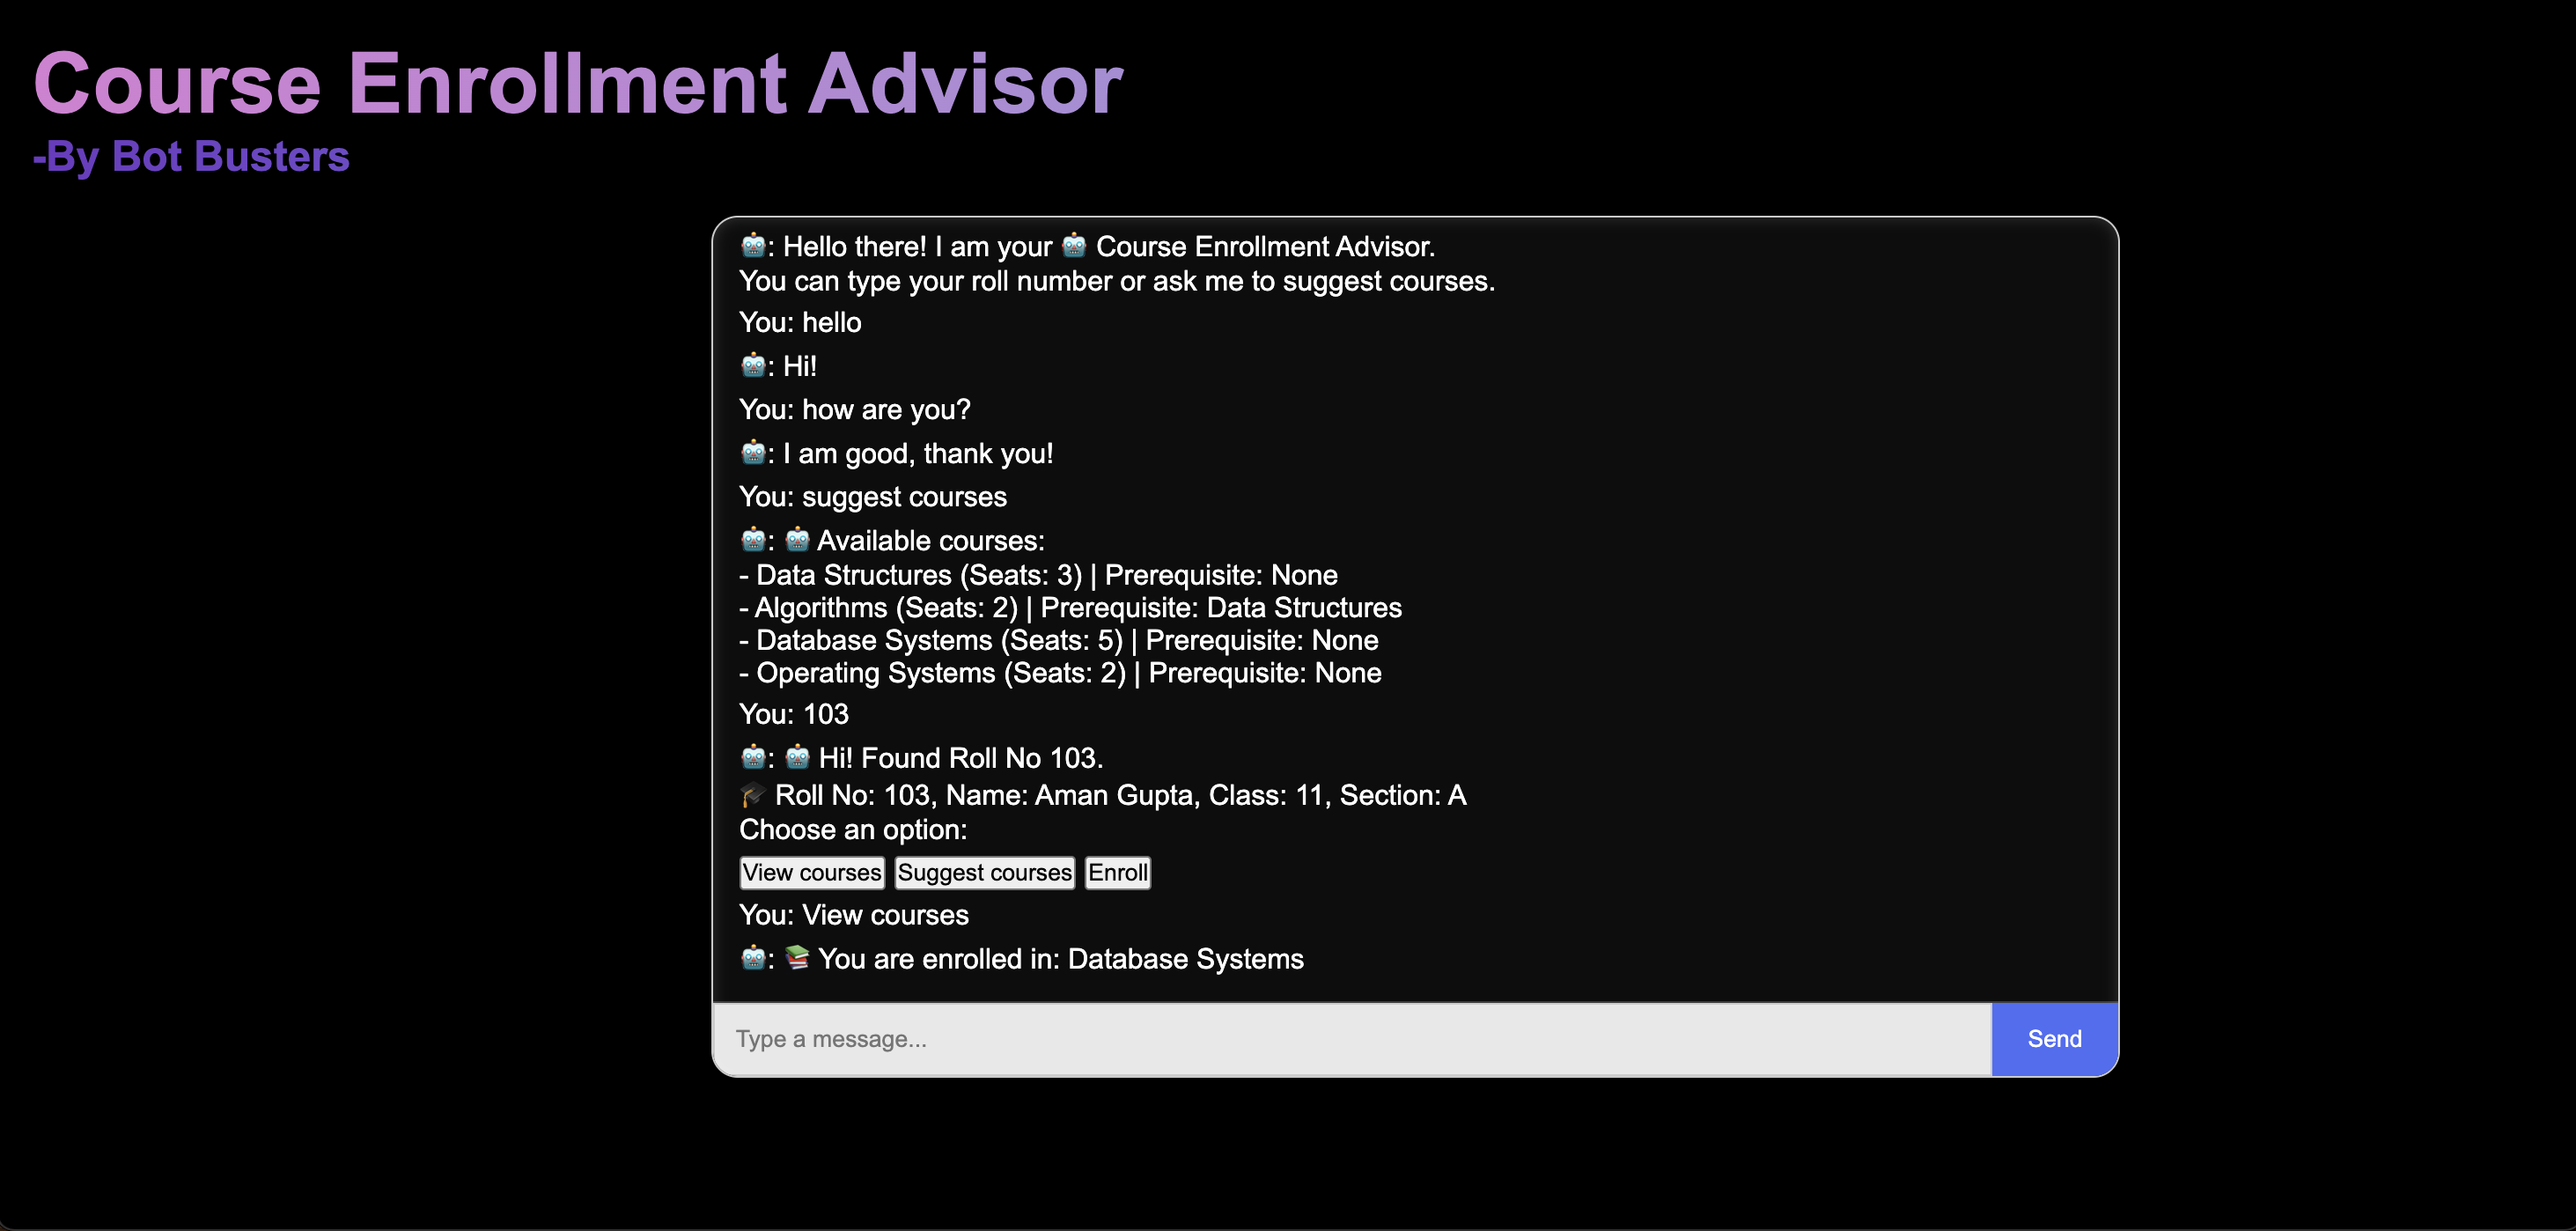 Course Enrollment Advisor
-By Bot Busters
🤖: Hello there! I am your 🤖 Course Enrollment Advisor.
You can type your roll number or ask me to suggest courses.
You: hello
🤖: Hi!
You: how are you?
🤖: I am good, thank you!
You: suggest courses
🤖: 🤖 Available courses:
- Data Structures (Seats: 3) | Prerequisite: None
- Algorithms (Seats: 2) | Prerequisite: Data Structures
- Database Systems (Seats: 5) | Prerequisite: None
- Operating Systems (Seats: 2) | Prerequisite: None
You: 103
🤖: 🤖 Hi! Found Roll No 103.
🎓 Roll No: 103, Name: Aman Gupta, Class: 11, Section: A
Choose an option:
View courses Suggest courses Enroll
You: View courses
🤖: 📚 You are enrolled in: Database Systems
Type a message... Send